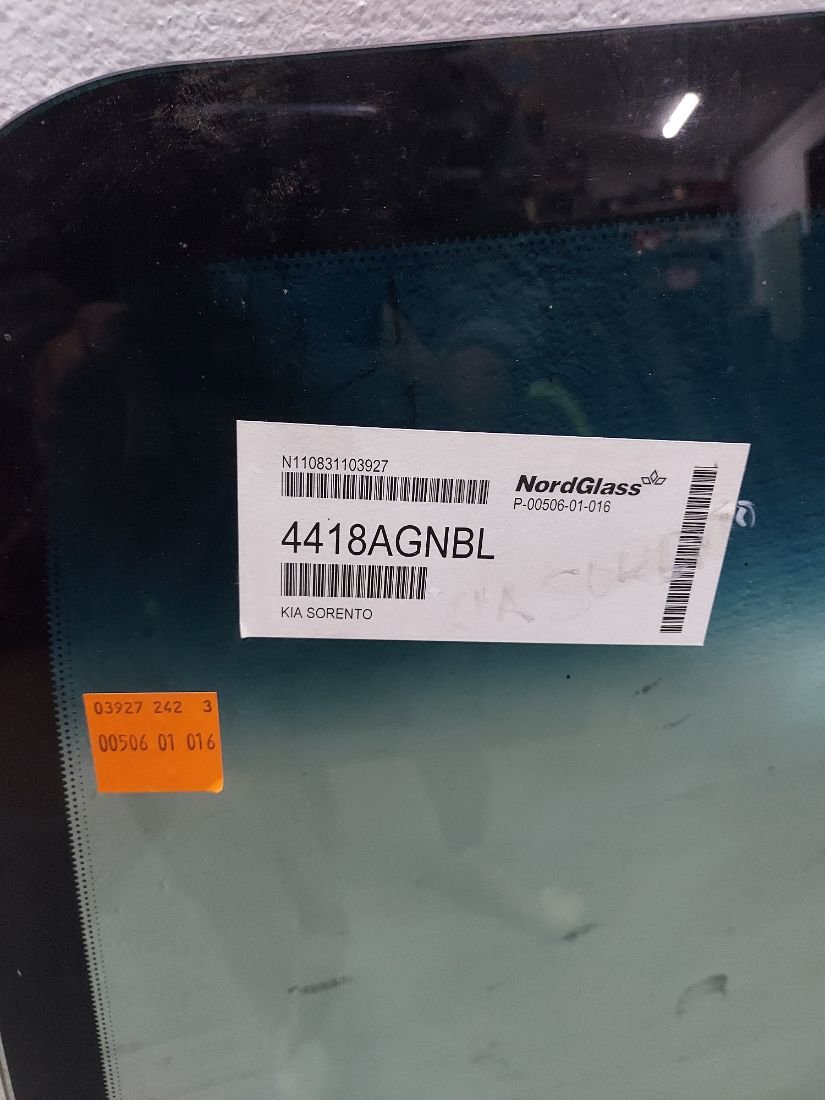 N110831103927
NordGlass
P-00506-01-016
4418AGNBL
KIA SORENTO
03927 242 3
00506 01 016